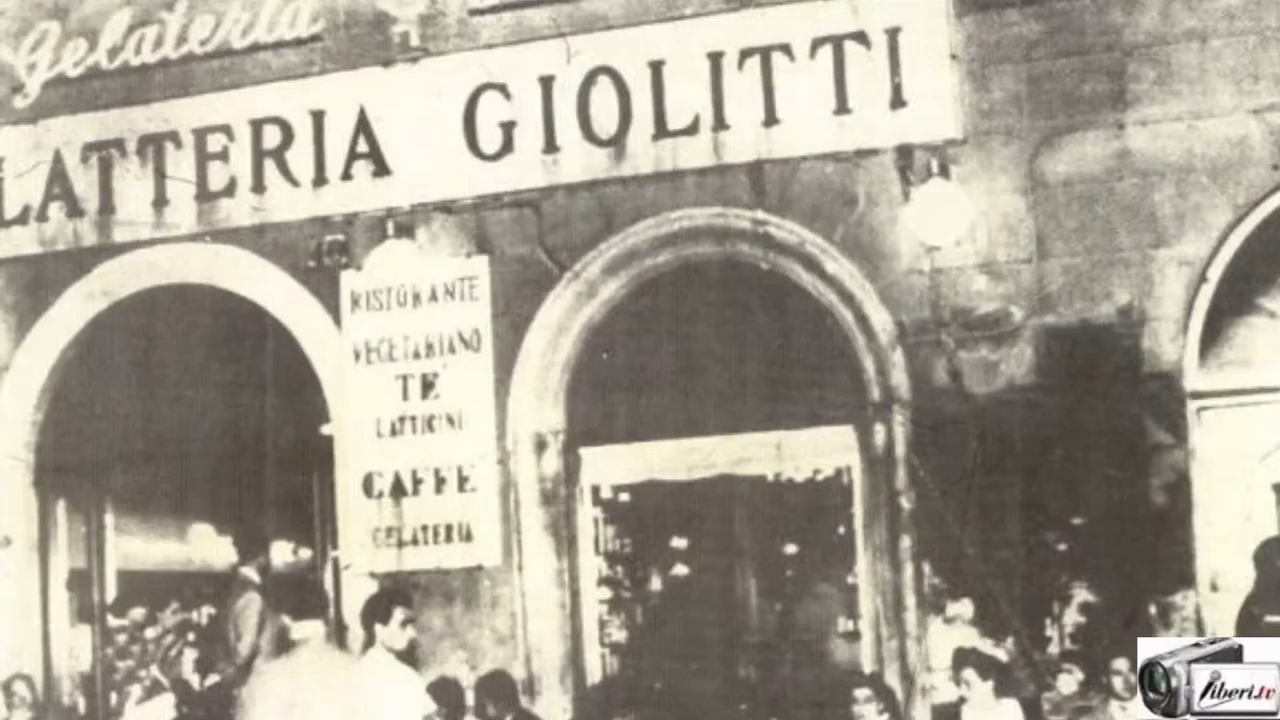 Gelateria
LATTERIA GIOLITTI
RISTORANTE
VEGETARIANO
TE'
LATTICINI
CAFFE
GELATERIA
liberi.tv